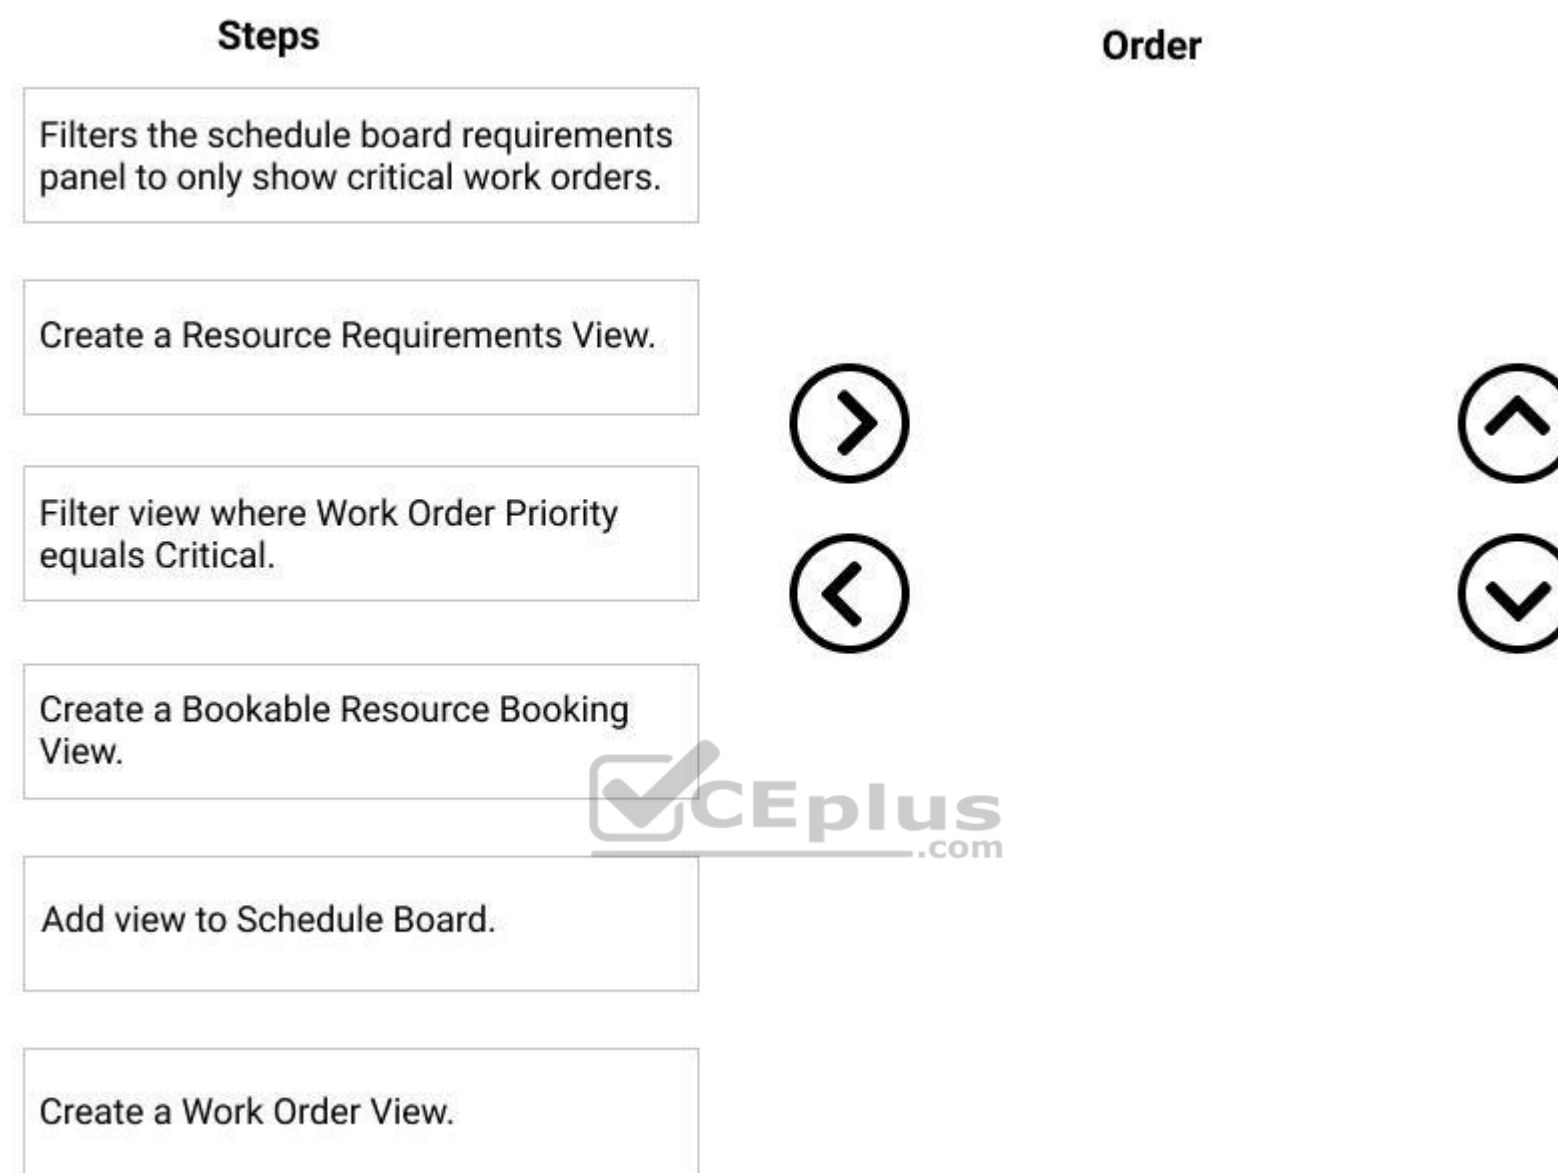 Steps
Order
Filters the schedule board requirements
panel to only show critical work orders.
Create a Resource Requirements View.
Filter view where Work Order Priority
equals Critical.
Create a Bookable Resource Booking
View.
CEplus
.com
Add view to Schedule Board.
Create a Work Order View.